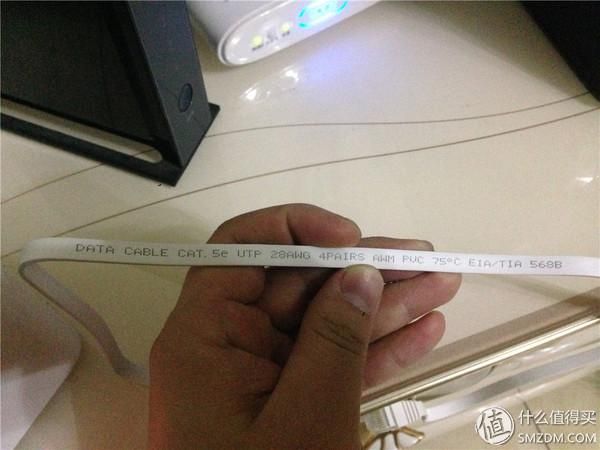 DATA CABLE CAT.5e UTP 28AWG 4PAIRS AWM PVC 75°C EIA/TIA 568B
值 什么值得买
SMZDM.COM